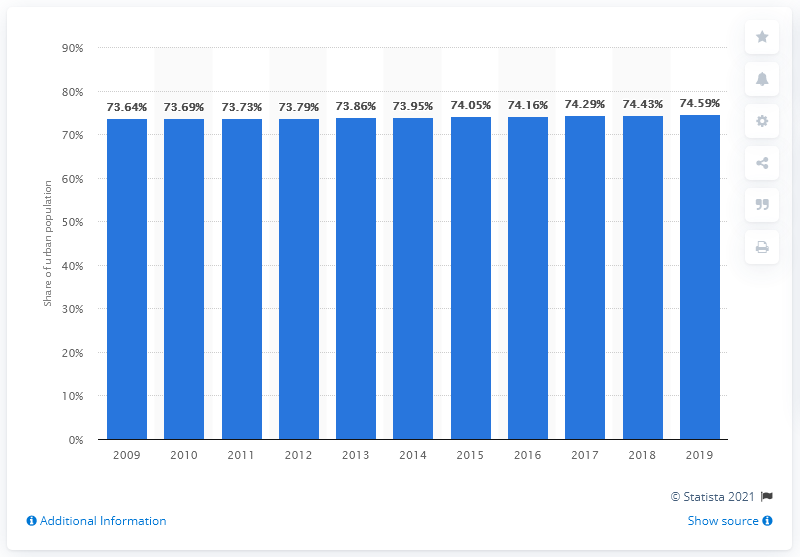 90%
80%
70%
60%
50%
40%
30%
20%
10%
0%
Share of urban population
73.64% 73.69% 73.73% 73.79% 73.86% 73.95% 74.05% 74.16% 74.29% 74.43% 74.59%
2009 2010 2011 2012 2013 2014 2015 2016 2017 2018 2019
© Statista 2021
Additional Information
Show source